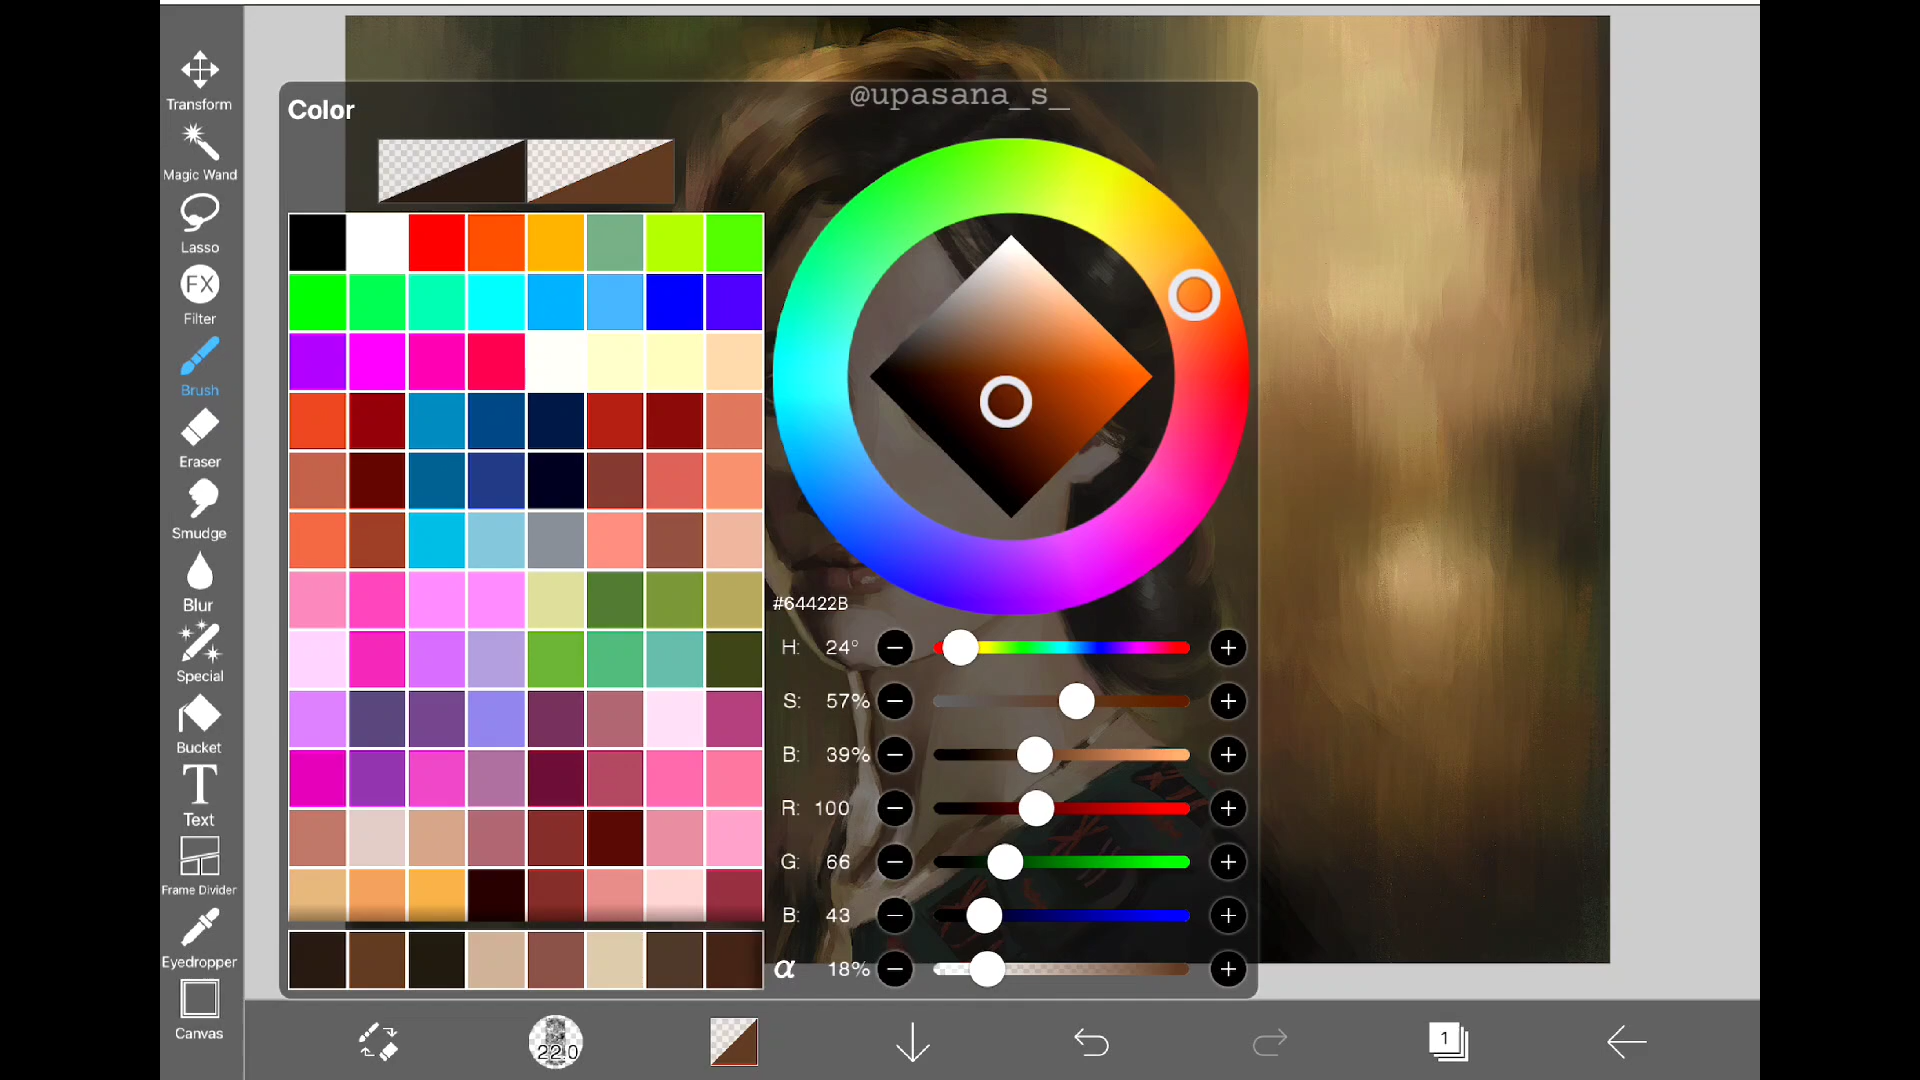 @upasana_s_
Color
Transform
Magic Wand
Lasso
FX
Filter
Brush
Eraser
Smudge
Blur
Special
Bucket
T
Text
Frame Divider
Eyedropper
Canvas
#64422B
H: 24°
S: 57%
B: 39%
R: 100
G: 66
B: 43
α 18%
22.0
1